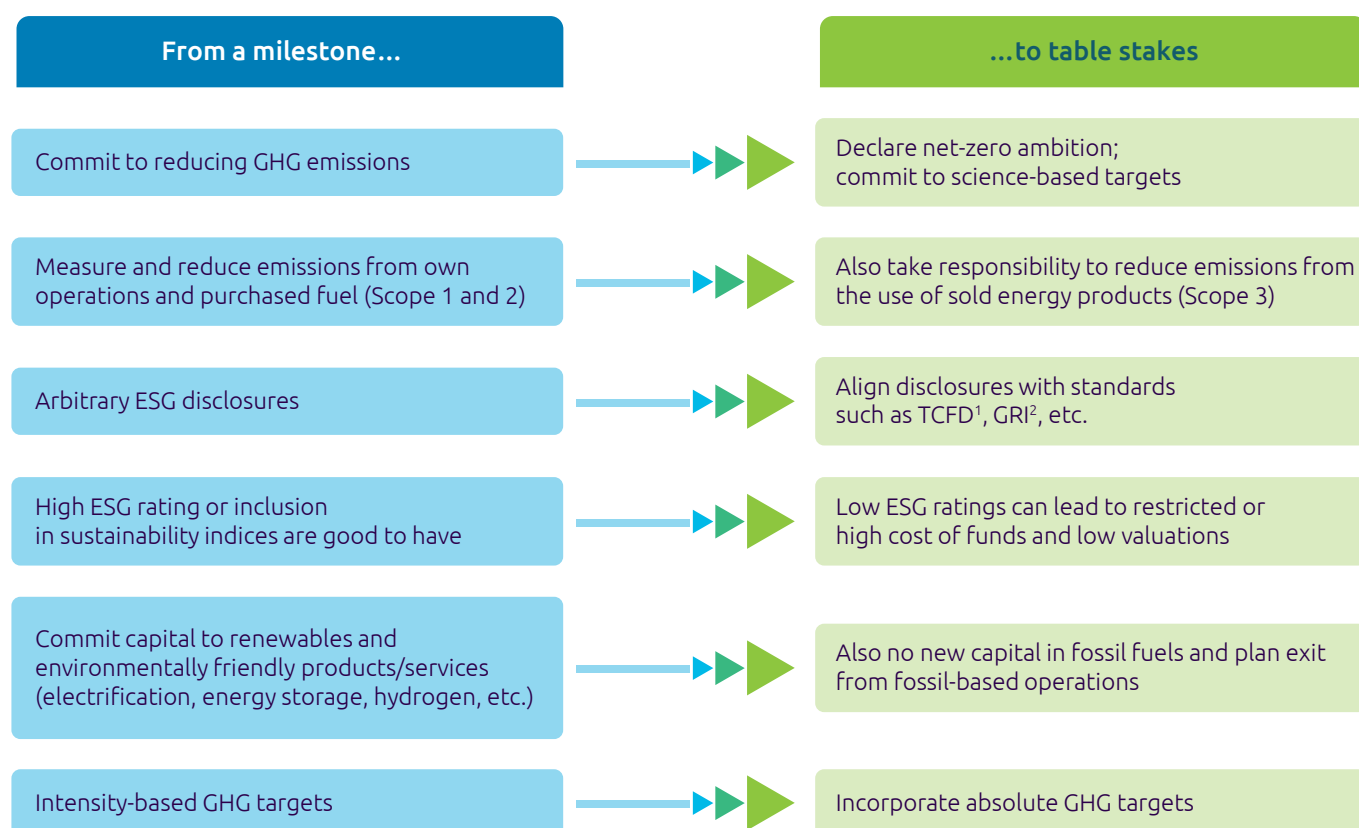 From a milestone…
…to table stakes
Commit to reducing GHG emissions
Declare net-zero ambition;
commit to science-based targets
Measure and reduce emissions from own
operations and purchased fuel (Scope 1 and 2)
Also take responsibility to reduce emissions from
the use of sold energy products (Scope 3)
Arbitrary ESG disclosures
Align disclosures with standards
such as TCFD¹, GRI², etc.
High ESG rating or inclusion
in sustainability indices are good to have
Low ESG ratings can lead to restricted or
high cost of funds and low valuations
Commit capital to renewables and
environmentally friendly products/services
(electrification, energy storage, hydrogen, etc.)
Also no new capital in fossil fuels and plan exit
from fossil-based operations
Intensity-based GHG targets
Incorporate absolute GHG targets